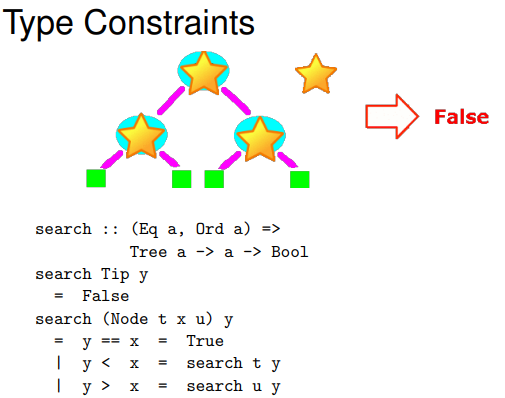 Type Constraints
False
search :: (Eq a, Ord a) =>
Tree a -> a -> Bool
search Tip y
= False
search (Node t x u) y
= y == x = True
| y < x = search t y
| y > x = search u y